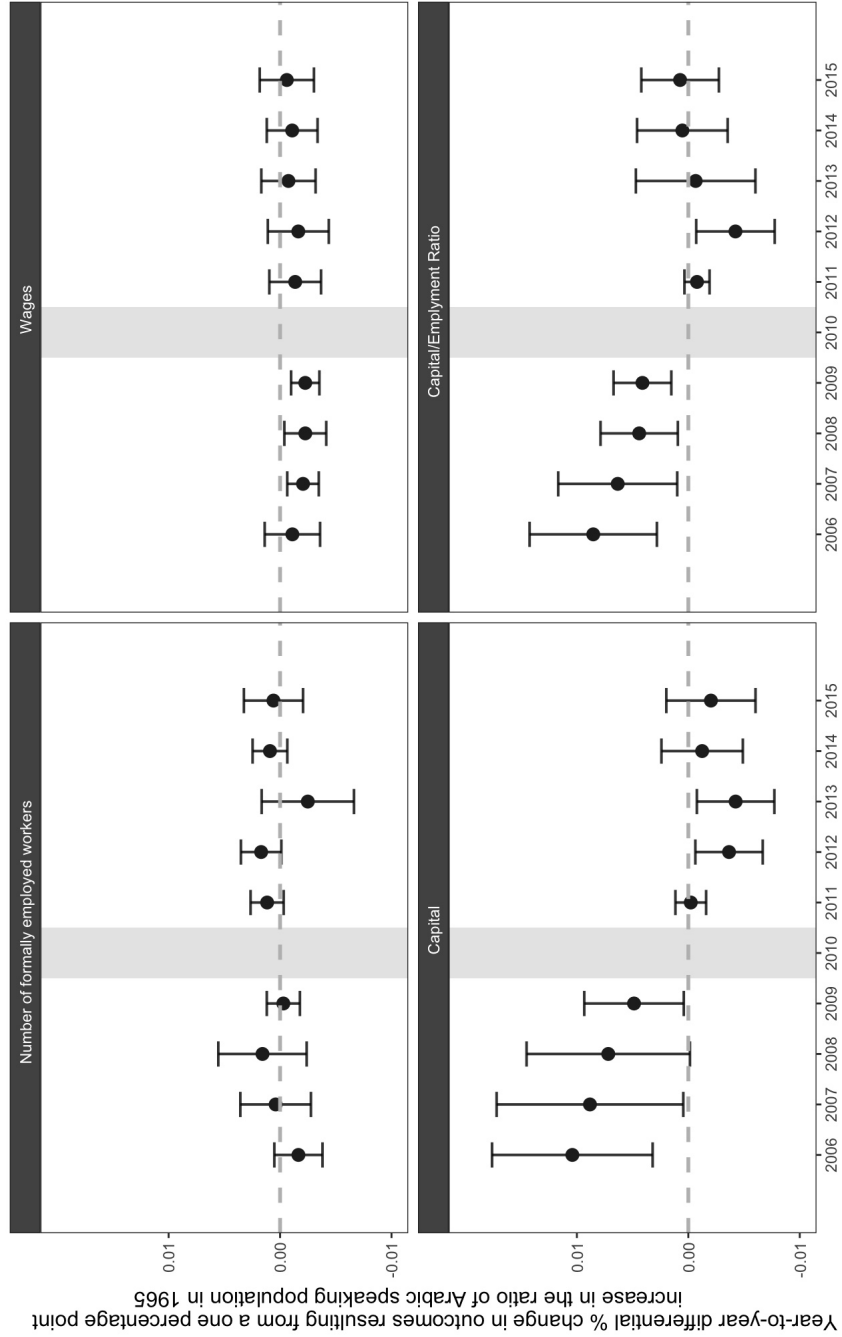 Year-to-year differential % change in outcomes resulting from a one percentage point
increase in the ratio of Arabic speaking population in 1965
Number of formally employed workers
Wages
0.01
0.00
-0.01
Capital
Capital/Emplyment Ratio
0.01
0.00
-0.01
2006 2007 2008 2009 2010 2011 2012 2013 2014 2015
2006 2007 2008 2009 2010 2011 2012 2013 2014 2015